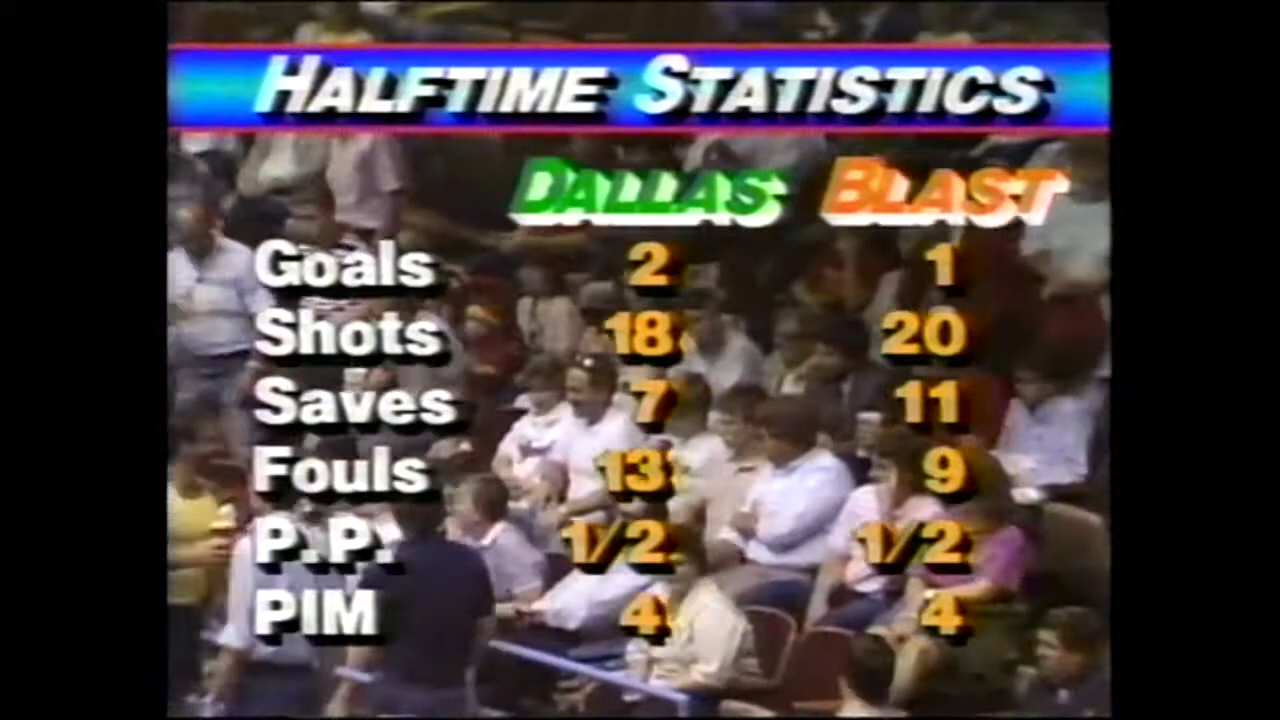 HALFTIME STATISTICS
DALLAS BLAST
Goals 2 1
Shots 18 20
Saves 7 11
Fouls 13 9
P.P. 1/2 1/2
PIM 4 4